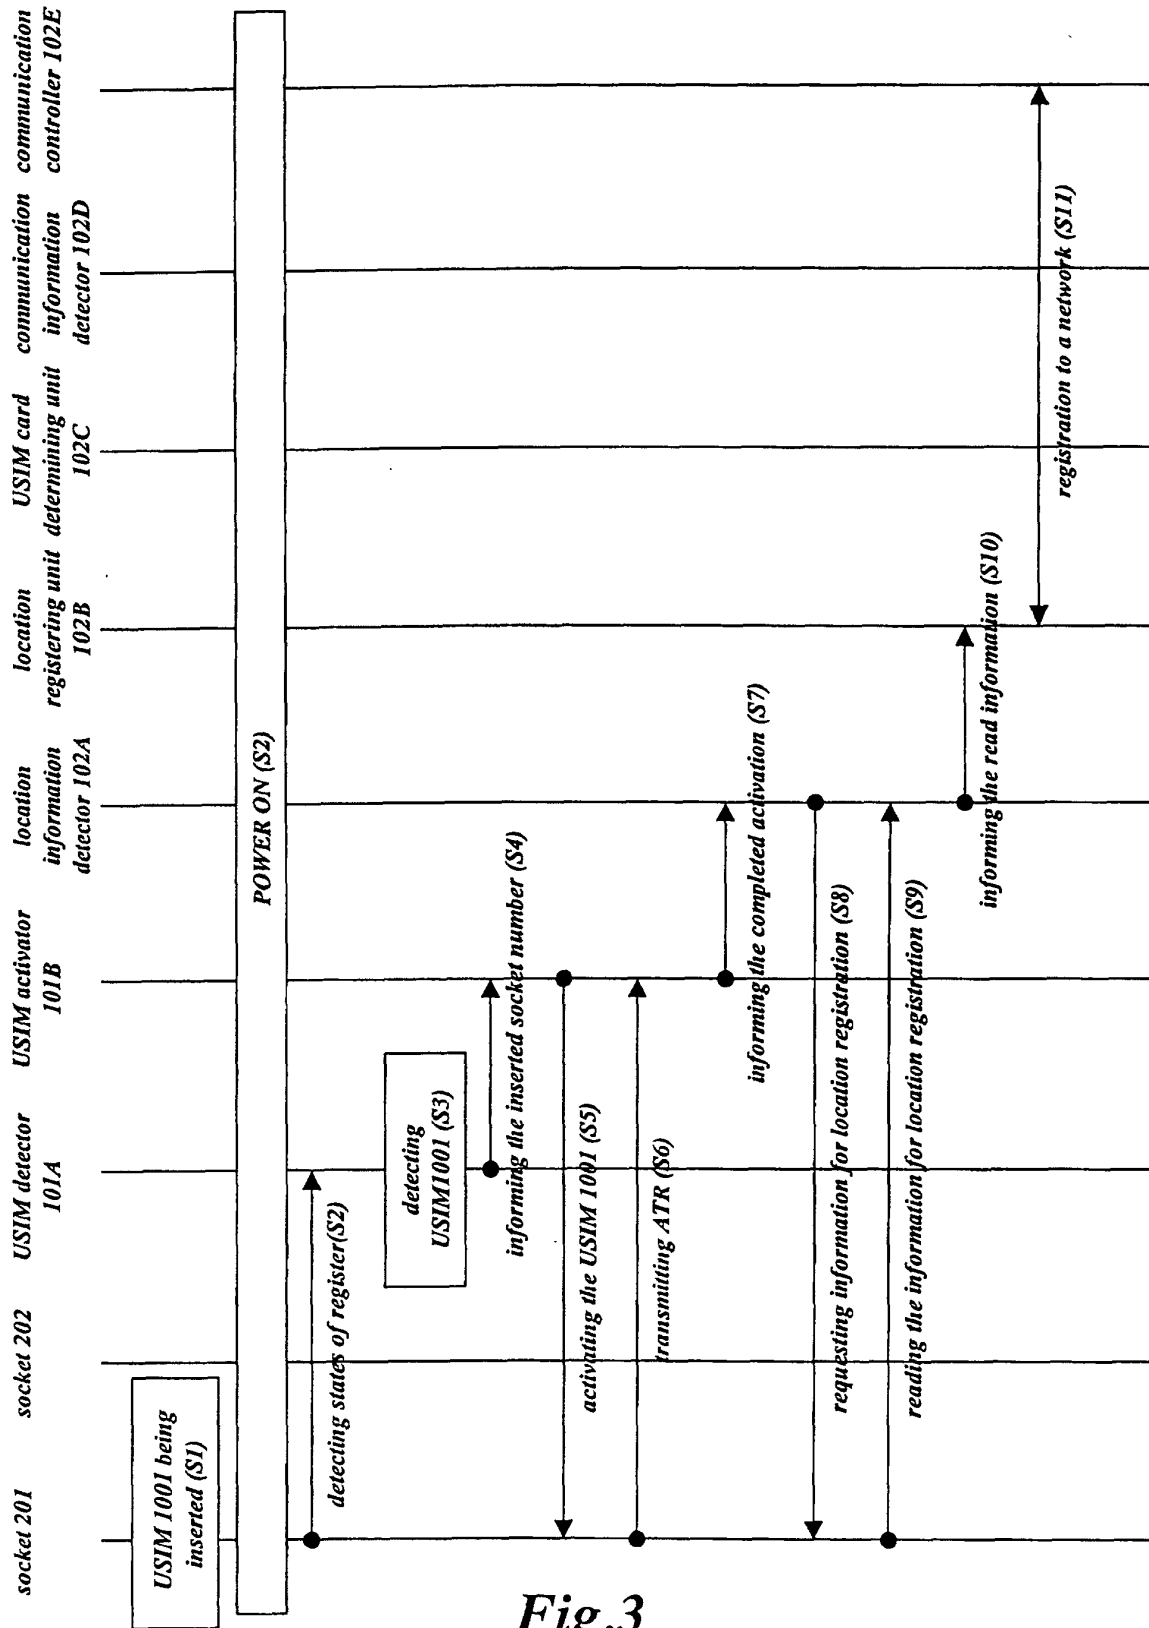 socket 201
socket 202
USIM detector
101A
USIM activator
101B
location
information
detector 102A
location
registering unit
102B
USIM card
determining unit
102C
communication
information
detector 102D
communication
controller 102E
USIM 1001 being
inserted (S1)
POWER ON (S2)
detecting states of register(S2)
detecting
USIM1001 (S3)
informing the inserted socket number (S4)
activating the USIM 1001 (S5)
transmitting ATR (S6)
informing the completed activation (S7)
requesting information for location registration (S8)
reading the information for location registration (S9)
informing the read information (S10)
registration to a network (S11)
Fig.3